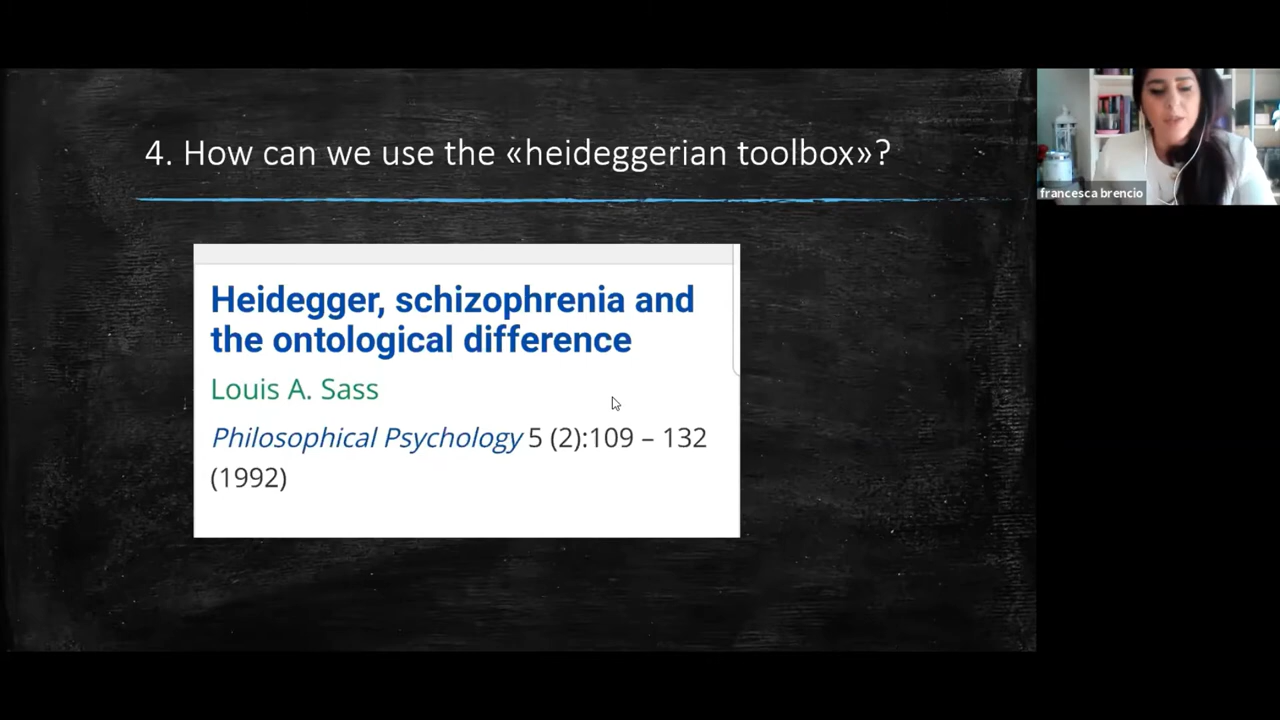 4. How can we use the «heideggerian toolbox»?
francesca brencio
Heidegger, schizophrenia and
the ontological difference
Louis A. Sass
Philosophical Psychology 5 (2):109 – 132
(1992)